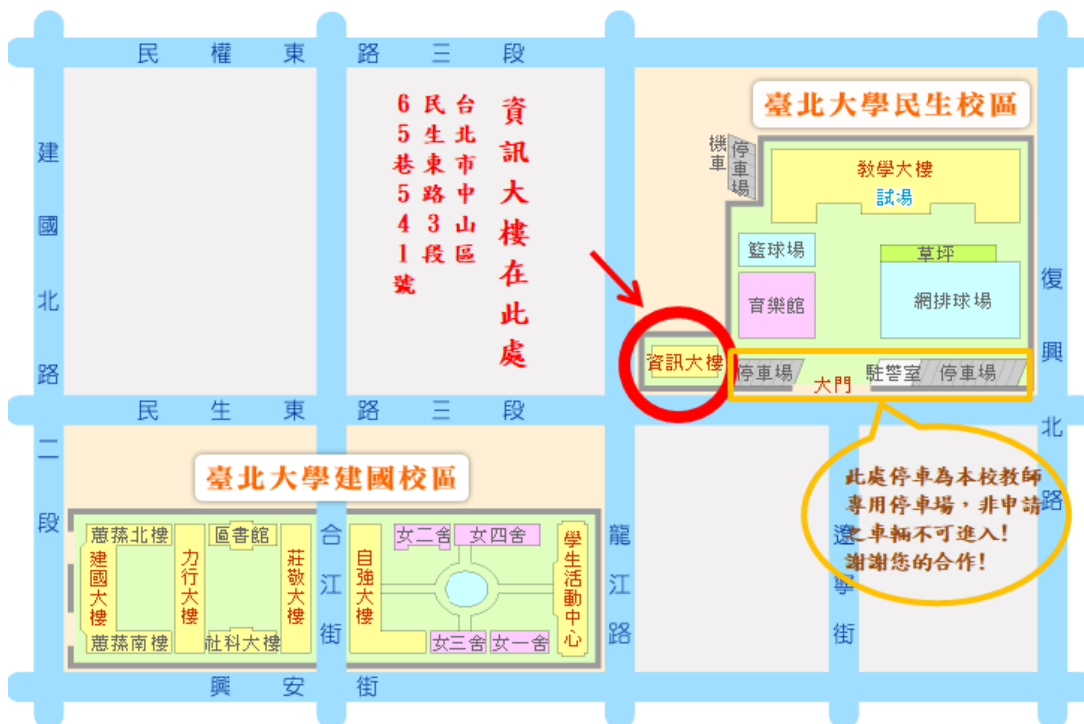 民權東路三段
建國北路二段
資訊大樓在此處
台北市中山區
民生東路3段
65巷541號
臺北大學民生校區
機車
停車場
教學大樓
試場
籃球場
草坪
育樂館
網排球場
復興北路
資訊大樓
停車場
大門
駐警室
停車場
民生東路三段
此處停車為本校教師
專用停車場，非申請
之車輛不可進入！
謝謝您的合作！
臺北大學建國校區
蕙蓀北樓
圖書館
建國大樓
力行大樓
莊敬大樓
蕙蓀南樓
社科大樓
合江街
自強大樓
女二舍
女四舍
學生活動中心
女三舍
女一舍
龍江路
遼寧街
興安街